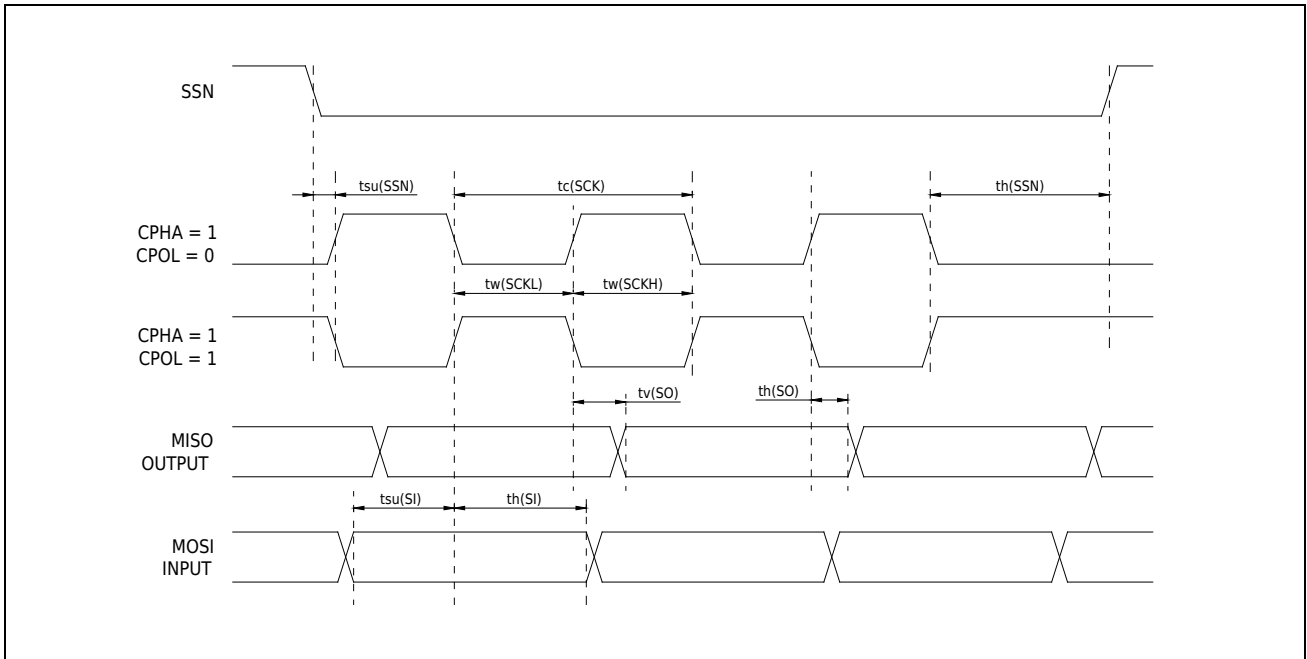 SSN
tsu(SSN)
tc(SCK)
th(SSN)
CPHA = 1
CPOL = 0
tw(SCKL)
tw(SCKH)
CPHA = 1
CPOL = 1
tv(SO)
th(SO)
MISO
OUTPUT
tsu(SI)
th(SI)
MOSI
INPUT